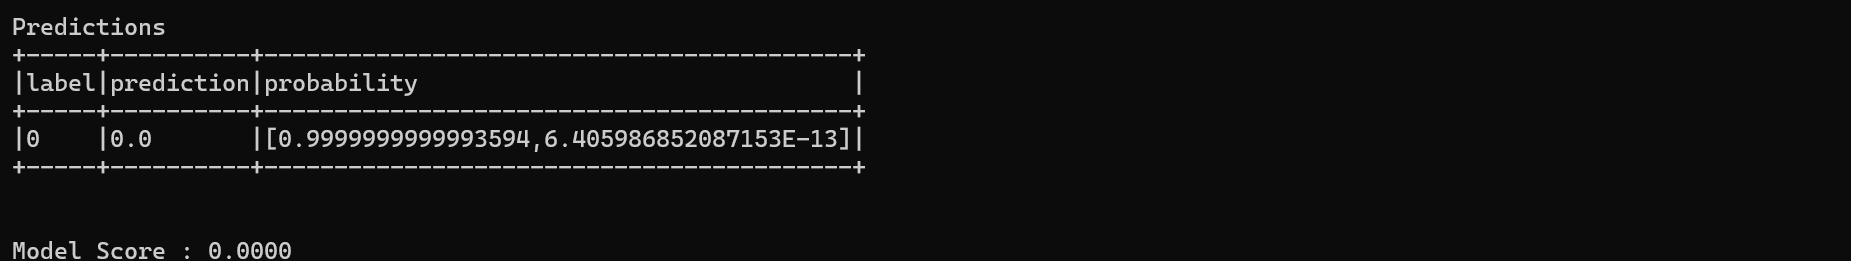 Predictions
+-----+----------+------------------------------------------+
|label|prediction|probability                               |
+-----+----------+------------------------------------------+
|0    |0.0       |[0.9999999999993594,6.405986852087153E-13]|
+-----+----------+------------------------------------------+
Model Score : 0.0000